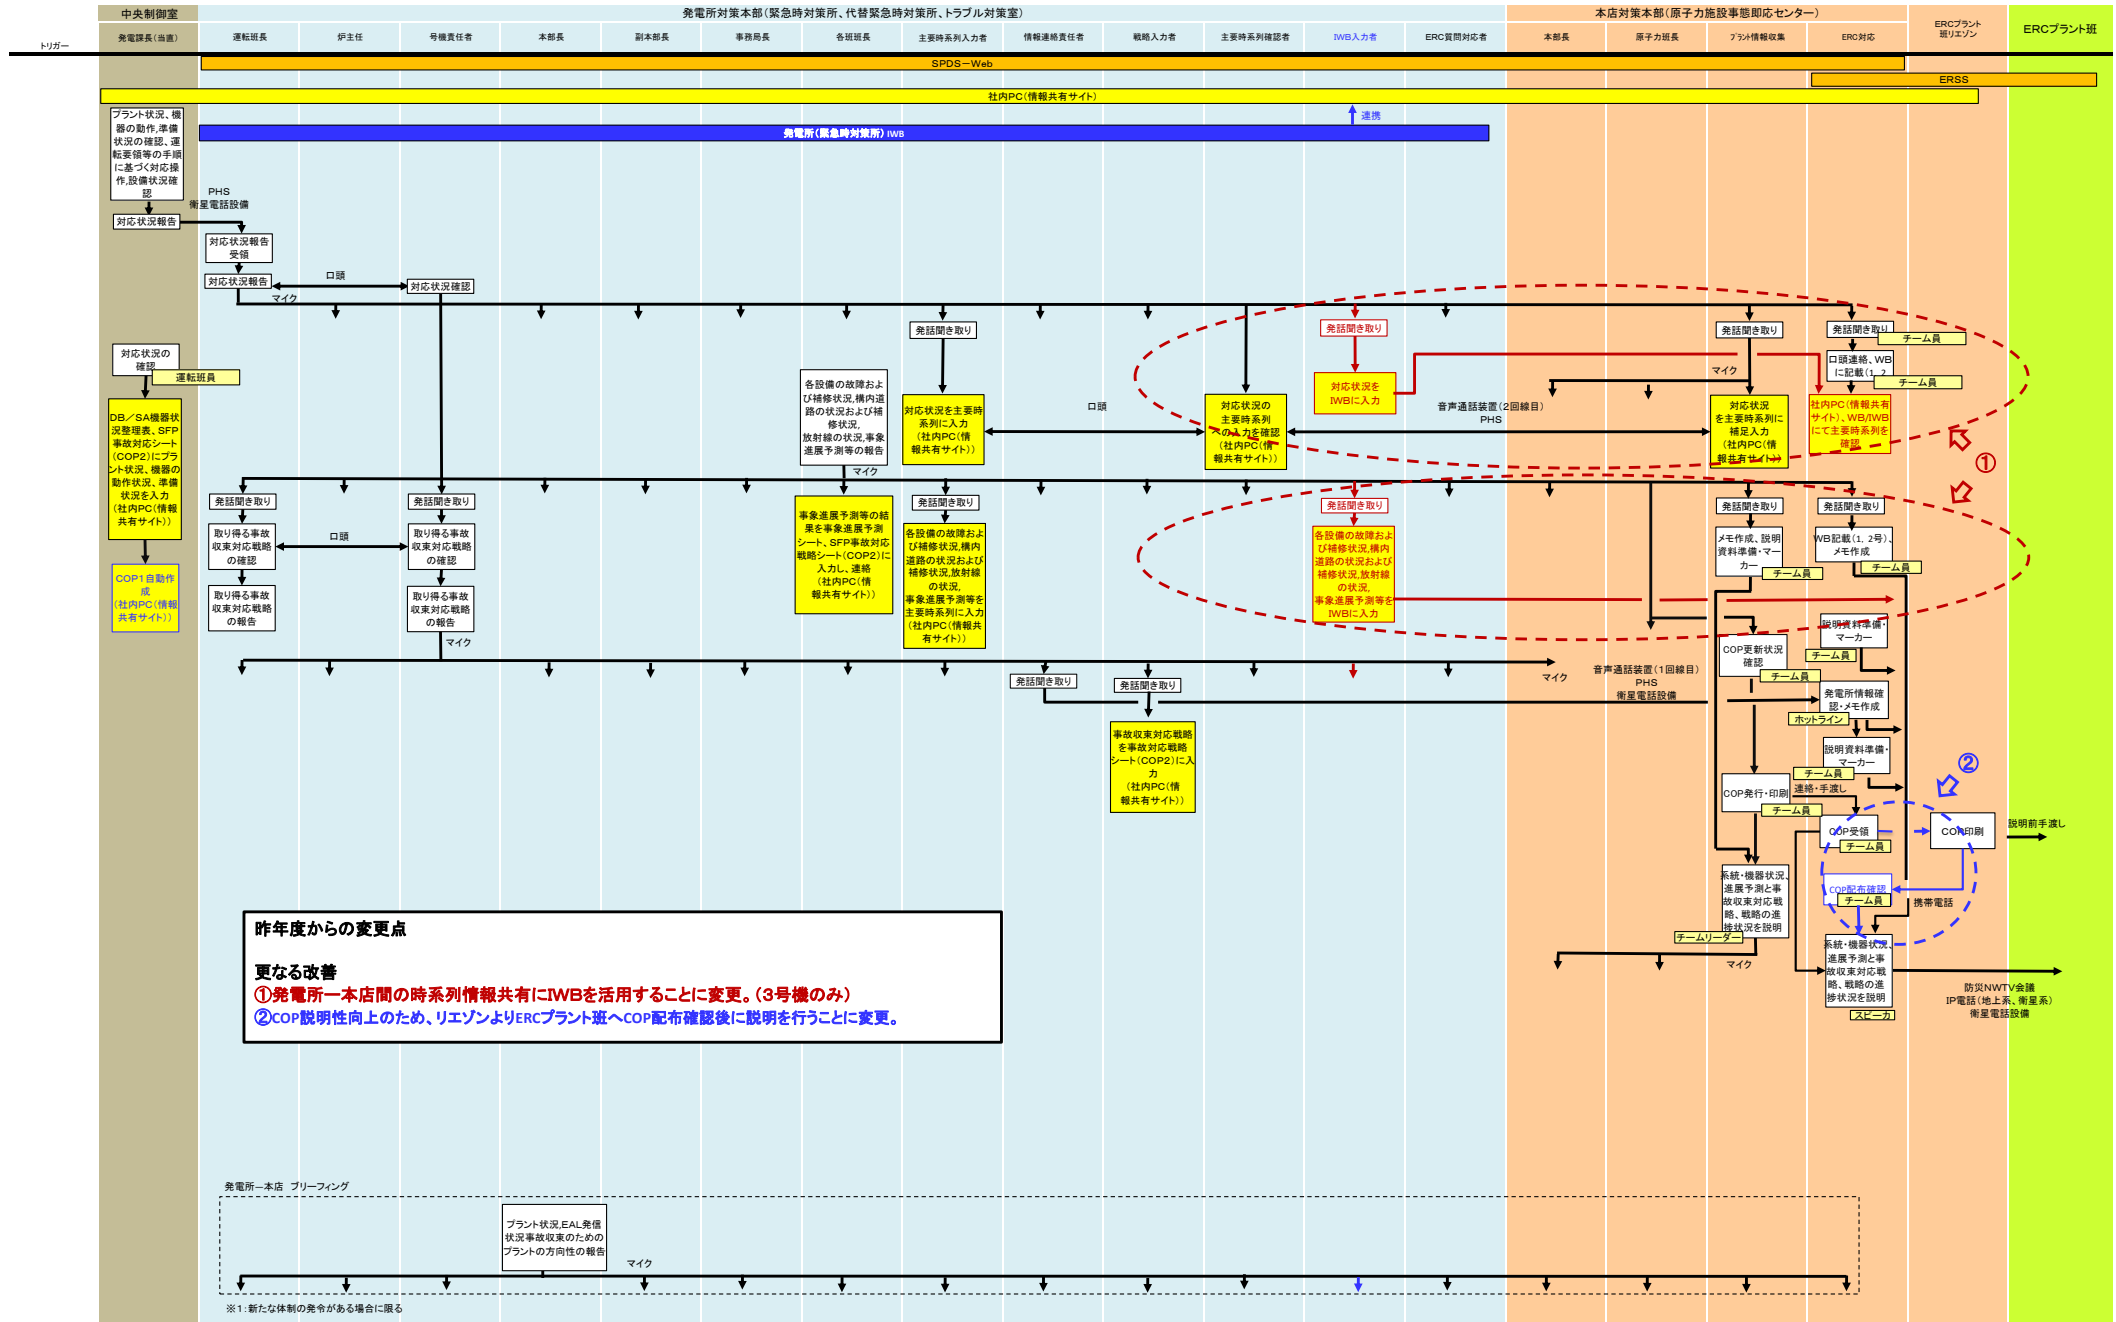 中央制御室
発電所対策本部(緊急時対策所、代替緊急時対策所、トラブル対策室)
本店対策本部(原子力施設事態即応センター)
ERCプラント
班リエゾン
ERCプラント班
トリガー
発電課長(当直)
運転班長
炉主任
号機責任者
本部長
副本部長
事務局長
各班班長
主要時系列入力者
情報連絡責任者
戦略入力者
主要時系列確認者
IWB入力者
ERC質問対応者
本部長
原子力班長
プラント情報収集
ERC対応
SPDS-Web
ERSS
社内PC(情報共有サイト)
連携
発電所(緊急時対策所) IWB
プラント状況、機
器の動作,準備
状況の確認、運
転要領等の手順
に基づく対応操
作,設備状況確
認
PHS
衛星電話設備
対応状況報告
対応状況報告
受領
対応状況報告
口頭
対応状況確認
マイク
発話聞き取り
発話聞き取り
発話聞き取り
発話聞き取り
チーム員
対応状況の
確認
運転班員
口頭連絡、WB
に記載(1, 2
チーム員
マイク
各設備の故障およ
び補修状況,構内道
路の状況および補
修状況,
放射線の状況,事象
進展予測等の報告
対応状況を主要時
系列に入力
(社内PC(情
報共有サイト))
口頭
対応状況の
主要時系列
への入力を確認
(社内PC(情
報共有サイト))
対応状況を
IWBに入力
音声通話装置(2回線目)
PHS
対応状況
を主要時系列に
補足入力
(社内PC(情
報共有サイト))
社内PC(情報共有
サイト)、WB/IWB
にて主要時系列を
確認
①
DB/SA機器状
況整理表、SFP
事故対応シート
(COP2)にプラ
ント状況、機器の
動作状況、準備
状況を入力
(社内PC(情報
共有サイト))
マイク
発話聞き取り
発話聞き取り
発話聞き取り
発話聞き取り
発話聞き取り
発話聞き取り
取り得る事故
収束対応戦略
の確認
口頭
取り得る事故
収束対応戦略
の確認
事象進展予測等の結
果を事象進展予測
シート、SFP事故対応
戦略シート(COP2)に
入力し、連絡
(社内PC(情
報共有サイト))
各設備の故障およ
び補修状況,構内
道路の状況および
補修状況,放射線
の状況,
事象進展予測等を
主要時系列に入力
(社内PC(情報共
有サイト))
各設備の故障およ
び補修状況,構内
道路の状況および
補修状況,放射線
の状況,
事象進展予測等を
IWBに入力
メモ作成、説明
資料準備・マー
カー
チーム員
WB記載(1, 2号)、
メモ作成
チーム員
COP1自動作
成
(社内PC(情報
共有サイト))
取り得る事故
収束対応戦略
の報告
取り得る事故
収束対応戦略
の報告
マイク
説明資料準備・
マーカー
チーム員
COP更新状況
確認
チーム員
マイク
音声通話装置(1回線目)
PHS
衛星電話設備
発話聞き取り
発話聞き取り
発電所情報確
認・メモ作成
ホットライン
事故収束対応戦略
を事故対応戦略
シート(COP2)に入
力
(社内PC(情
報共有サイト))
説明資料準備・
マーカー
チーム員
②
COP発行・印刷
チーム員
連絡・手渡し
COP受領
チーム員
COP印刷
説明前手渡し
系統・機器状況、
進展予測と事
故収束対応戦
略、戦略の進
捗状況を説明
チームリーダー
COP配布確認
チーム員
携帯電話
マイク
系統・機器状況、
進展予測と事
故収束対応戦
略、戦略の進
捗状況を説明
スピーカ
防災NWTV会議
IP電話(地上系、衛星系)
衛星電話設備
昨年度からの変更点
更なる改善
①発電所ー本店間の時系列情報共有にIWBを活用することに変更。(3号機のみ)
②COP説明性向上のため、リエゾンよりERCプラント班へCOP配布確認後に説明を行うことに変更。
発電所ー本店 ブリーフィング
プラント状況,EAL発信
状況事故収束のための
プラントの方向性の報告
マイク
※1:新たな体制の発令がある場合に限る